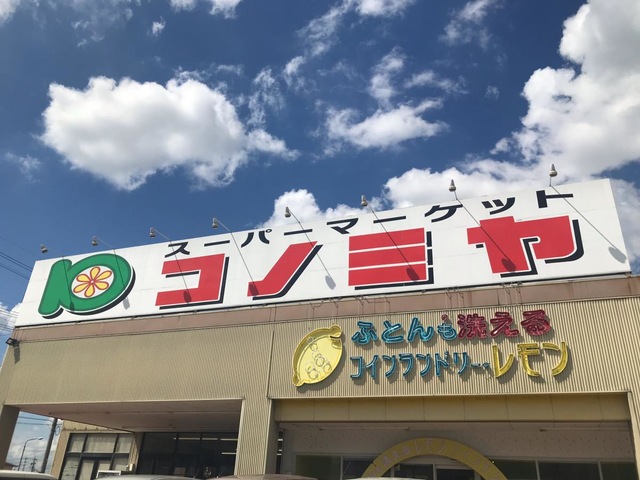 スーパーマーケット
コノミヤ
ふとんも洗える
コインランドリーレモン